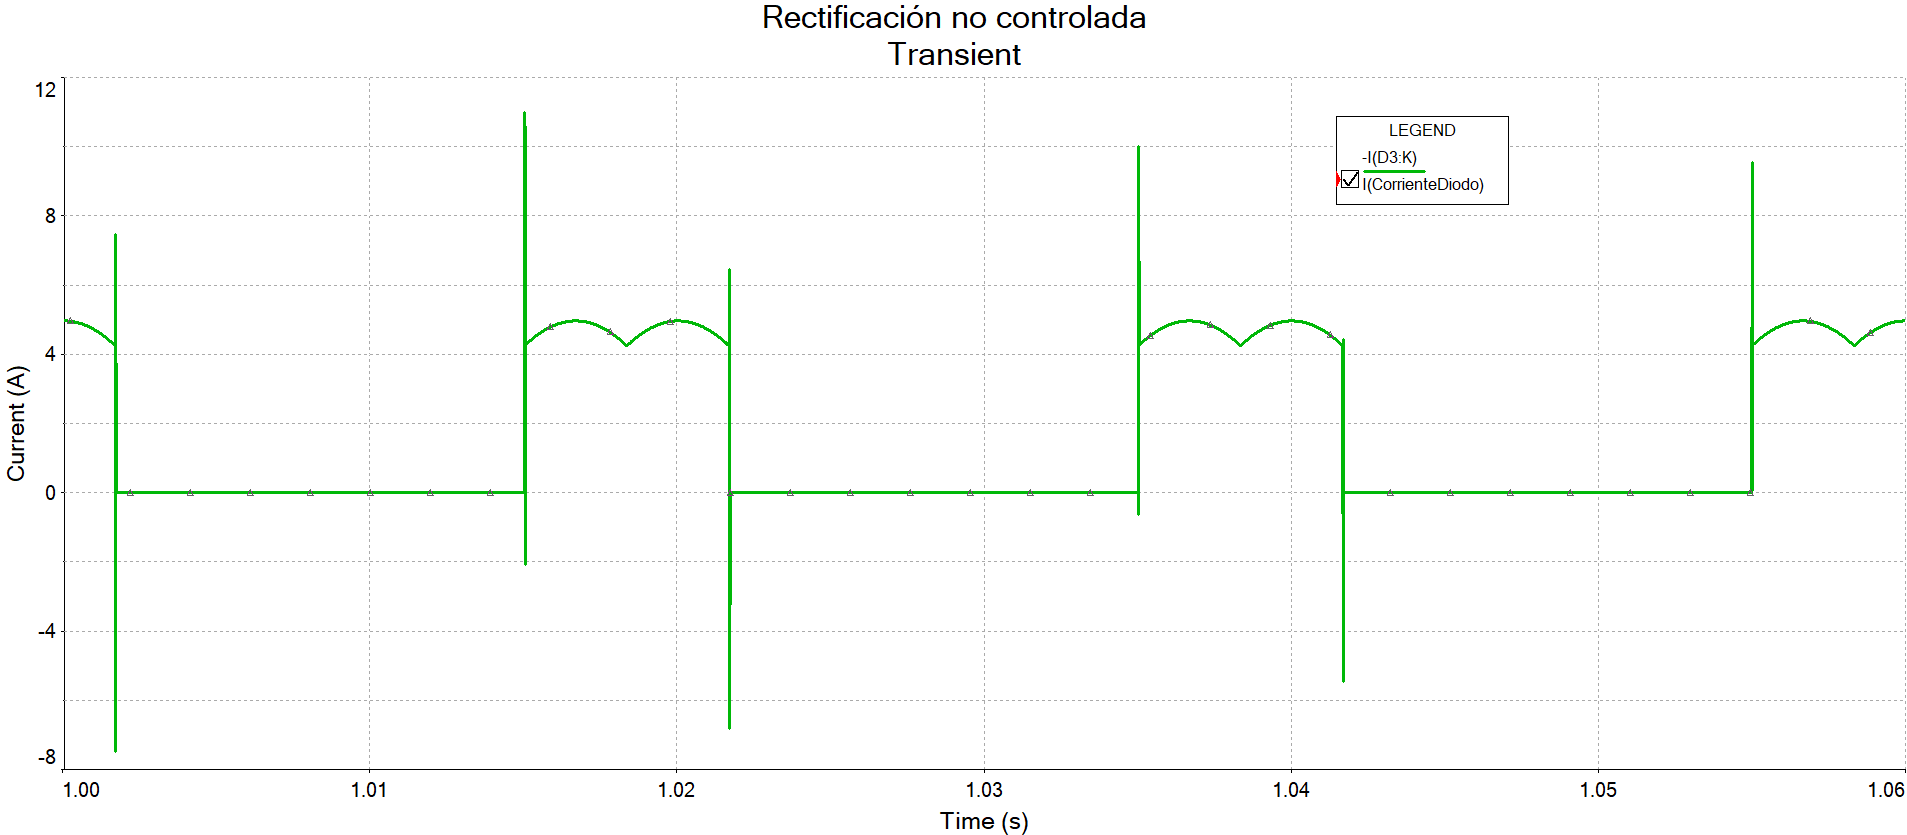 Rectificación no controlada
Transient
12
8
4
0
-4
-8
Current (A)
LEGEND
-I(D3:K)
I(CorrienteDiodo)
1.00 1.01 1.02 1.03 1.04 1.05 1.06
Time (s)